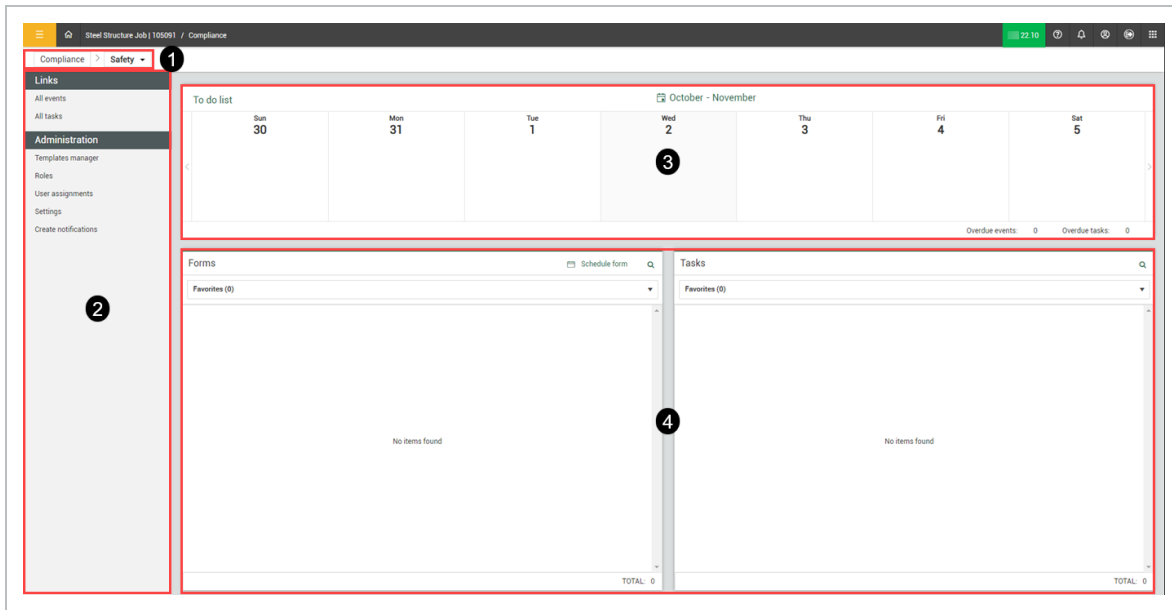 Steel Structure Job | 105091 / Compliance
22.10
Compliance > Safety
1
Links
All events
All tasks
Administration
Templates manager
Roles
User assignments
Settings
Create notifications
2
To do list
October - November
Sun Mon Tue Wed Thu Fri Sat
30 31 1 2 3 4 5
3
Overdue events: 0 Overdue tasks: 0
Forms Schedule form
Favorites (0)
No items found
TOTAL: 0
4
Tasks
Favorites (0)
No items found
TOTAL: 0